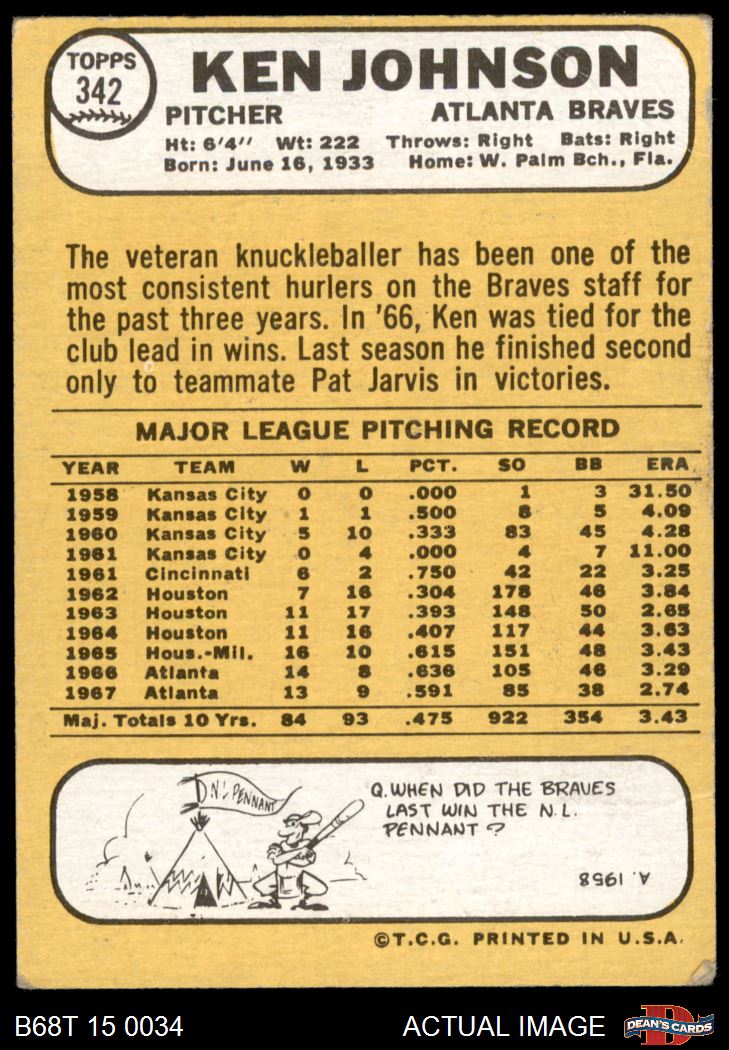 TOPPS
342
KEN JOHNSON
PITCHER ATLANTA BRAVES
Ht: 6'4" Wt: 222 Throws: Right Bats: Right
Born: June 16, 1933 Home: W. Palm Bch., Fla.
The veteran knuckleballer has been one of the
most consistent hurlers on the Braves staff for
the past three years. In '66, Ken was tied for the
club lead in wins. Last season he finished second
only to teammate Pat Jarvis in victories.
MAJOR LEAGUE PITCHING RECORD
YEAR TEAM W L PCT. SO BB ERA
1958 Kansas City 0 0 .000 1 3 31.50
1959 Kansas City 1 1 .500 8 5 4.09
1960 Kansas City 5 10 .333 83 45 4.28
1961 Kansas City 0 4 .000 4 7 11.00
1961 Cincinnati 6 2 .750 42 22 3.25
1962 Houston 7 16 .304 178 46 3.84
1963 Houston 11 17 .393 148 50 2.65
1964 Houston 11 16 .407 117 44 3.63
1965 Hous.-Mil. 16 10 .615 151 48 3.43
1966 Atlanta 14 8 .636 105 46 3.29
1967 Atlanta 13 9 .591 85 38 2.74
Maj. Totals 10 Yrs. 84 93 .475 922 354 3.43
N.L. PENNANT
Q. WHEN DID THE BRAVES
LAST WIN THE N.L.
PENNANT?
A. 1958
©T.C.G. PRINTED IN U.S.A.
B68T 15 0034 ACTUAL IMAGE
D
DEAN'S CARDS